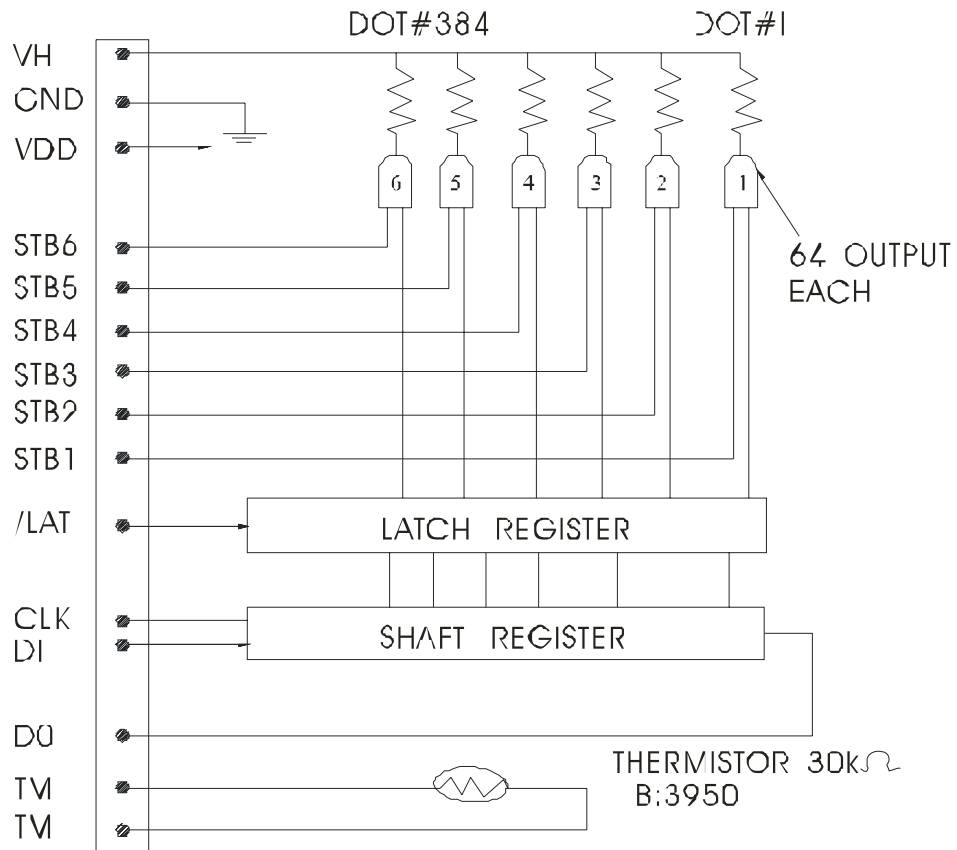 DOT#384 DOT#1
VH
GND
VDD
6 5 4 3 2 1
64 OUTPUT
EACH
STB6
STB5
STB4
STB3
STB2
STB1
/LAT
LATCH REGISTER
CLK
DI
SHAFT REGISTER
DO
THERMISTOR 30kΩ
B:3950
TM
TM